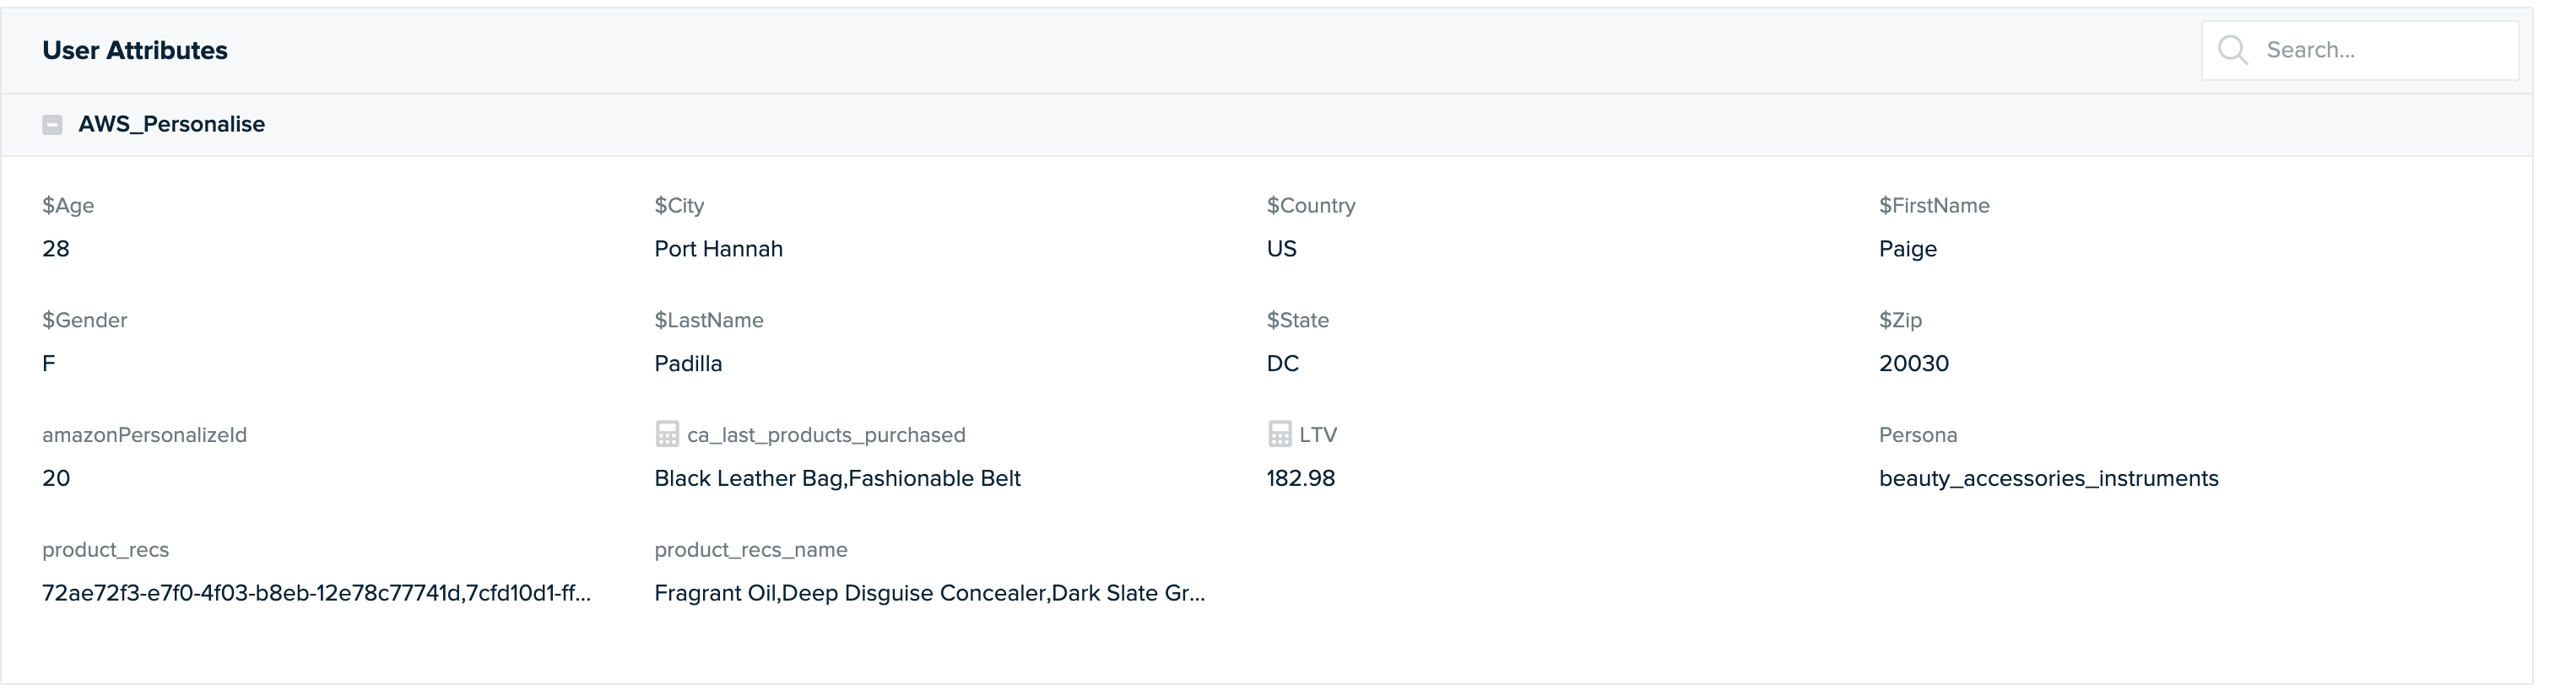 User Attributes
Search...
AWS_Personalise
$Age
$City
$Country
$FirstName
28
Port Hannah
US
Paige
$Gender
$LastName
$State
$Zip
F
Padilla
DC
20030
amazonPersonalizeId
ca_last_products_purchased
LTV
Persona
20
Black Leather Bag,Fashionable Belt
182.98
beauty_accessories_instruments
product_recs
product_recs_name
72ae72f3-e7f0-4f03-b8eb-12e78c77741d,7cfd10d1-ff...
Fragrant Oil,Deep Disguise Concealer,Dark Slate Gr...